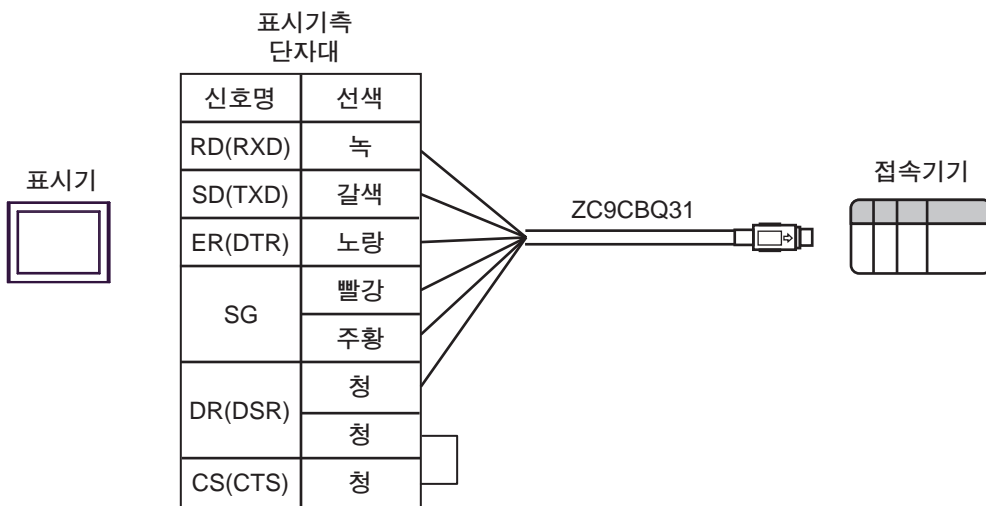 표시기측
단자대
신호명 선색
RD(RXD) 녹
SD(TXD) 갈색
ER(DTR) 노랑
SG 빨강
주황
DR(DSR) 청
청
CS(CTS) 청
표시기
ZC9CBQ31
접속기기